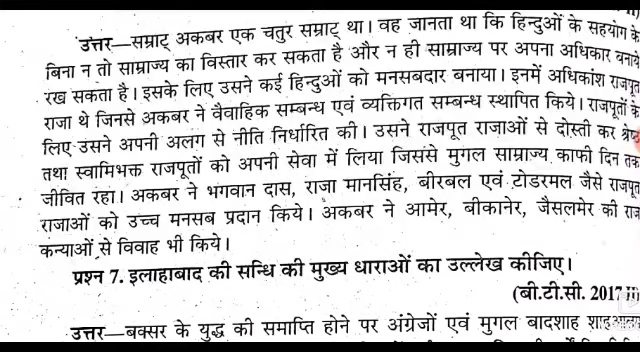 उत्तर—सम्राट् अकबर एक चतुर सम्राट् था। वह जानता था कि हिन्दुओं के सहयोग के
बिना न तो साम्राज्य का विस्तार कर सकता है और न ही साम्राज्य पर अपना अधिकार बनाये
रख सकता है। इसके लिए उसने कई हिन्दुओं को मनसबदार बनाया। इनमें अधिकांश राजपूत
राजा थे जिनसे अकबर ने वैवाहिक सम्बन्ध एवं व्यक्तिगत सम्बन्ध स्थापित किये। राजपूतों के
लिए उसने अपनी अलग से नीति निर्धारित की। उसने राजपूत राजाओं से दोस्ती कर श्रेष्ठ
तथा स्वामिभक्त राजपूतों को अपनी सेवा में लिया जिससे मुगल साम्राज्य काफी दिन तक
जीवित रहा। अकबर ने भगवान दास, राजा मानसिंह, बीरबल एवं टोडरमल जैसे राजपूत
राजाओं को उच्च मनसब प्रदान किये। अकबर ने आमेर, बीकानेर, जैसलमेर की राज
कन्याओं से विवाह भी किये।
प्रश्न 7. इलाहाबाद की सन्धि की मुख्य धाराओं का उल्लेख कीजिए।
(बी.टी.सी. 2017
उत्तर—बक्सर के युद्ध की समाप्ति होने पर अंग्रेजों एवं मुगल बादशाह शाहआलम